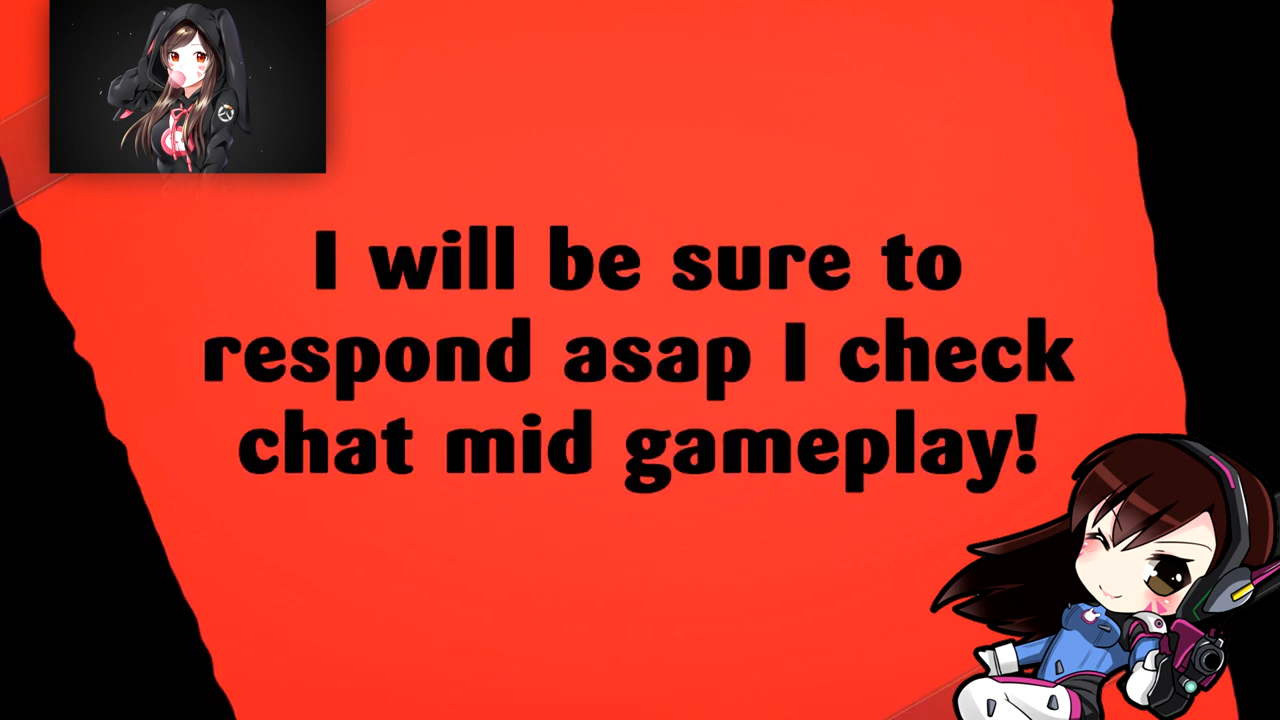 I will be sure to
respond asap I check
chat mid gameplay!